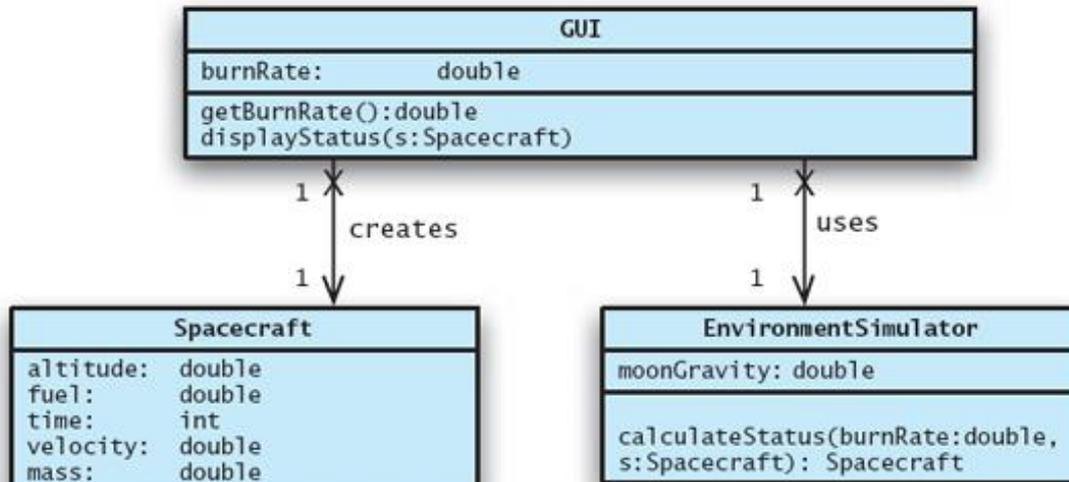 GUI
burnRate: double
getBurnRate():double
displayStatus(s:Spacecraft)
1
1
creates
uses
1
1
Spacecraft
altitude: double
fuel: double
time: int
velocity: double
mass: double
EnvironmentSimulator
moonGravity: double
calculateStatus(burnRate:double,
s:Spacecraft): Spacecraft